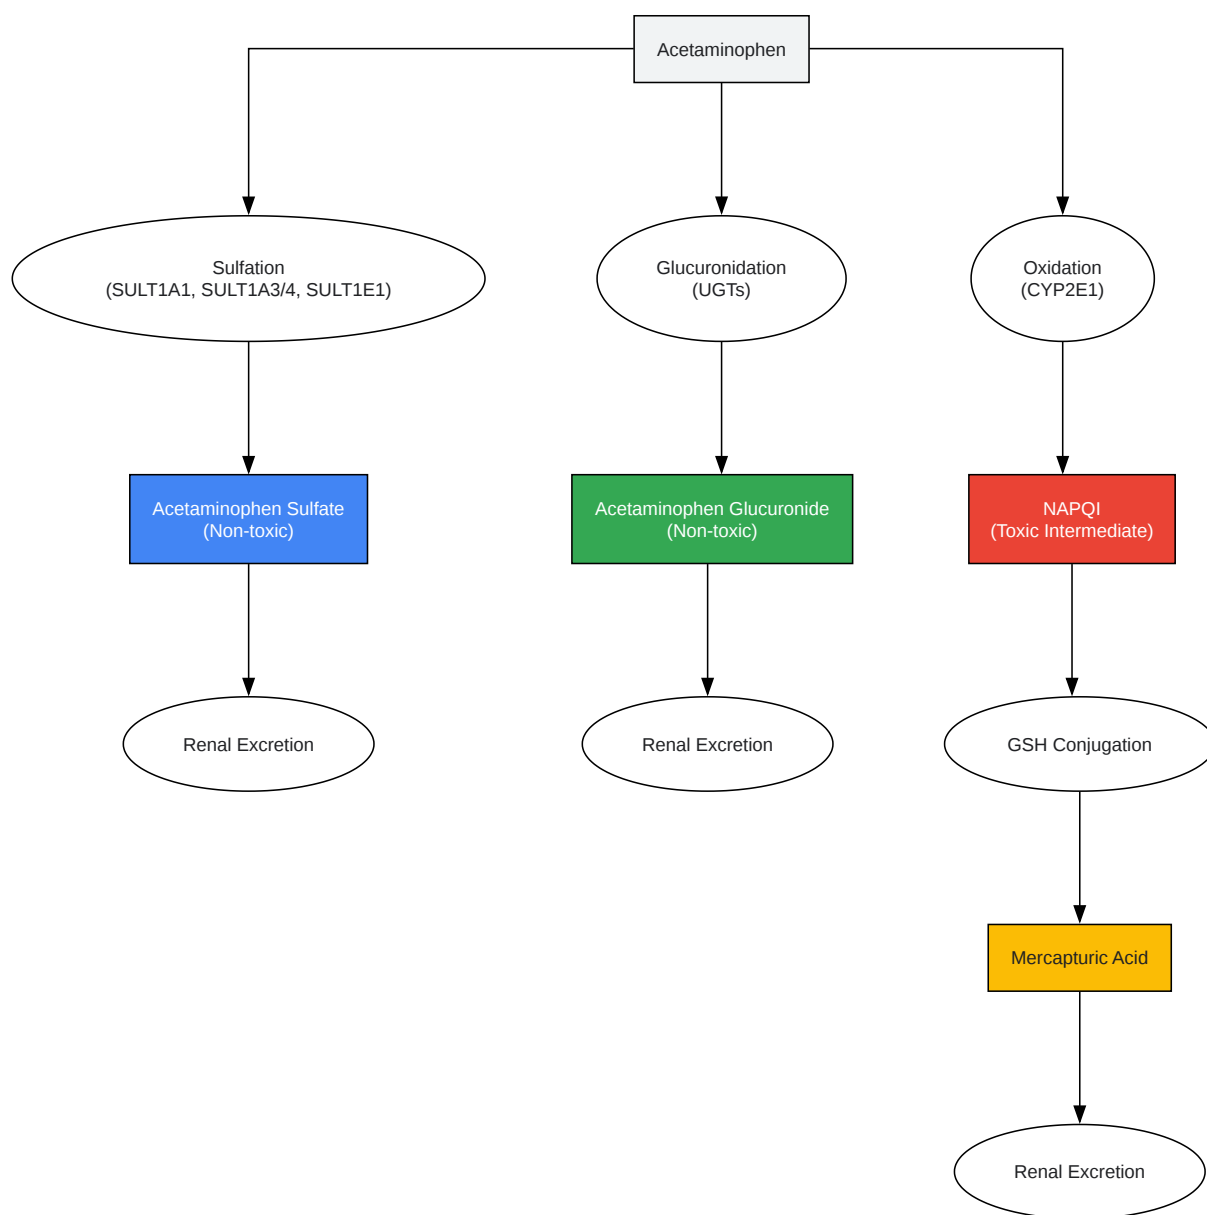 Acetaminophen
Sulfation
(SULT1A1, SULT1A3/4, SULT1E1)
Glucuronidation
(UGTs)
Oxidation
(CYP2E1)
Acetaminophen Sulfate
(Non-toxic)
Acetaminophen Glucuronide
(Non-toxic)
NAPQI
(Toxic Intermediate)
Renal Excretion
Renal Excretion
GSH Conjugation
Mercapturic Acid
Renal Excretion